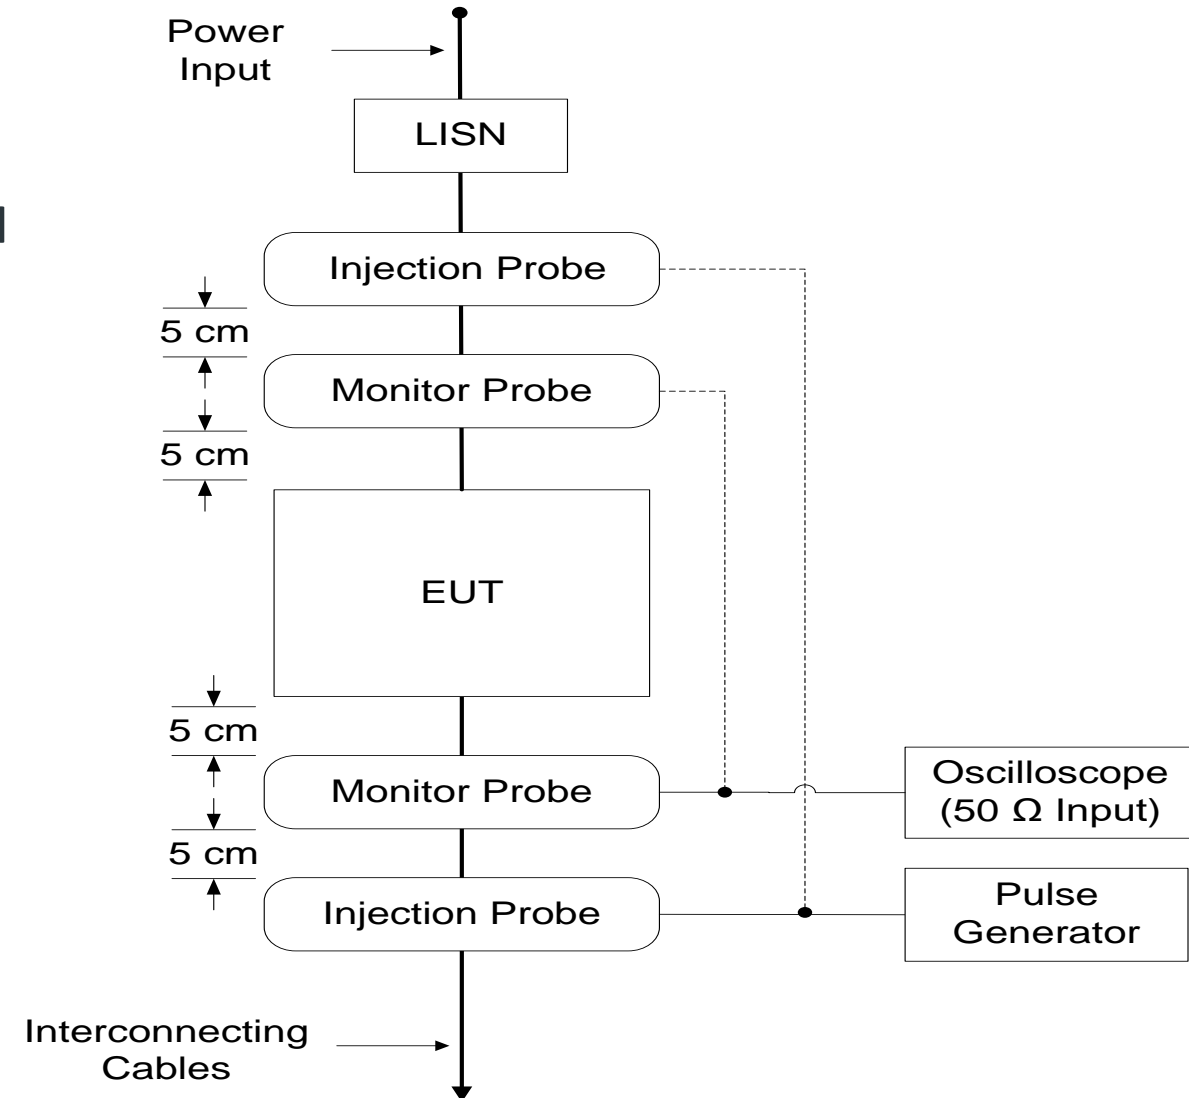 Power
Input
LISN
Injection Probe
5 cm
Monitor Probe
5 cm
EUT
5 cm
Monitor Probe
Oscilloscope
(50 Ω Input)
5 cm
Injection Probe
Pulse
Generator
Interconnecting
Cables